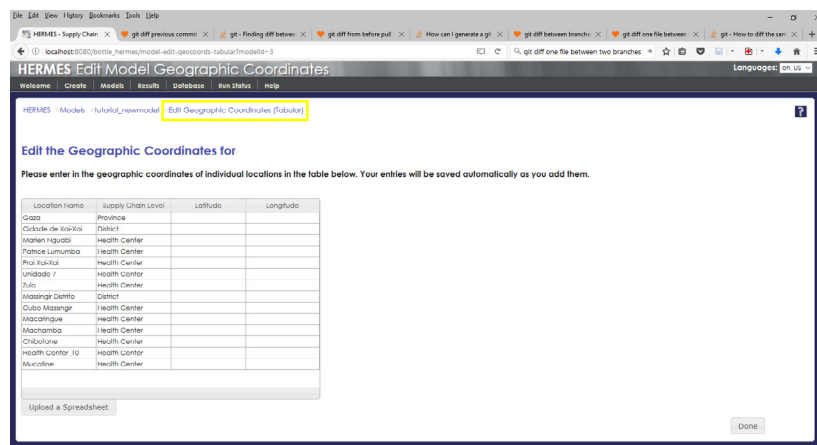 File Edit View History Bookmarks Tools Help
HERMES - Supply Chain
git diff previous commit
git - Finding diff betwee
git diff from before pull
How can I generate a git
git diff between branche
git diff one file between
git - How to diff the sam
localhost:8080/bottle_hermes/model-edit-geocoords-tabular?modelId=3
git diff one file between two branches
HERMES Edit Model Geographic Coordinates
Languages: en_US
Welcome Create Models Results Database Run Status Help
HERMES >Models >tutorial_newmodel >Edit Geographic Coordinates (Tabular)
?
Edit the Geographic Coordinates for
Please enter in the geographic coordinates of individual locations in the table below. Your entries will be saved automatically as you add them.
Location Name Supply Chain Level Latitude Longitude
Gaza Province
Cidade de Xai-Xai District
Marien Nguabi Health Center
Patrice Lumumba Health Center
Prai Xai-Xai Health Center
Unidade 7 Health Center
Zulo Health Center
Massingir Distrito District
Cubo Massingir Health Center
Macaringue Health Center
Machamba Health Center
Chibotane Health Center
Health Center_10 Health Center
Mucatine Health Center
Upload a Spreadsheet
Done